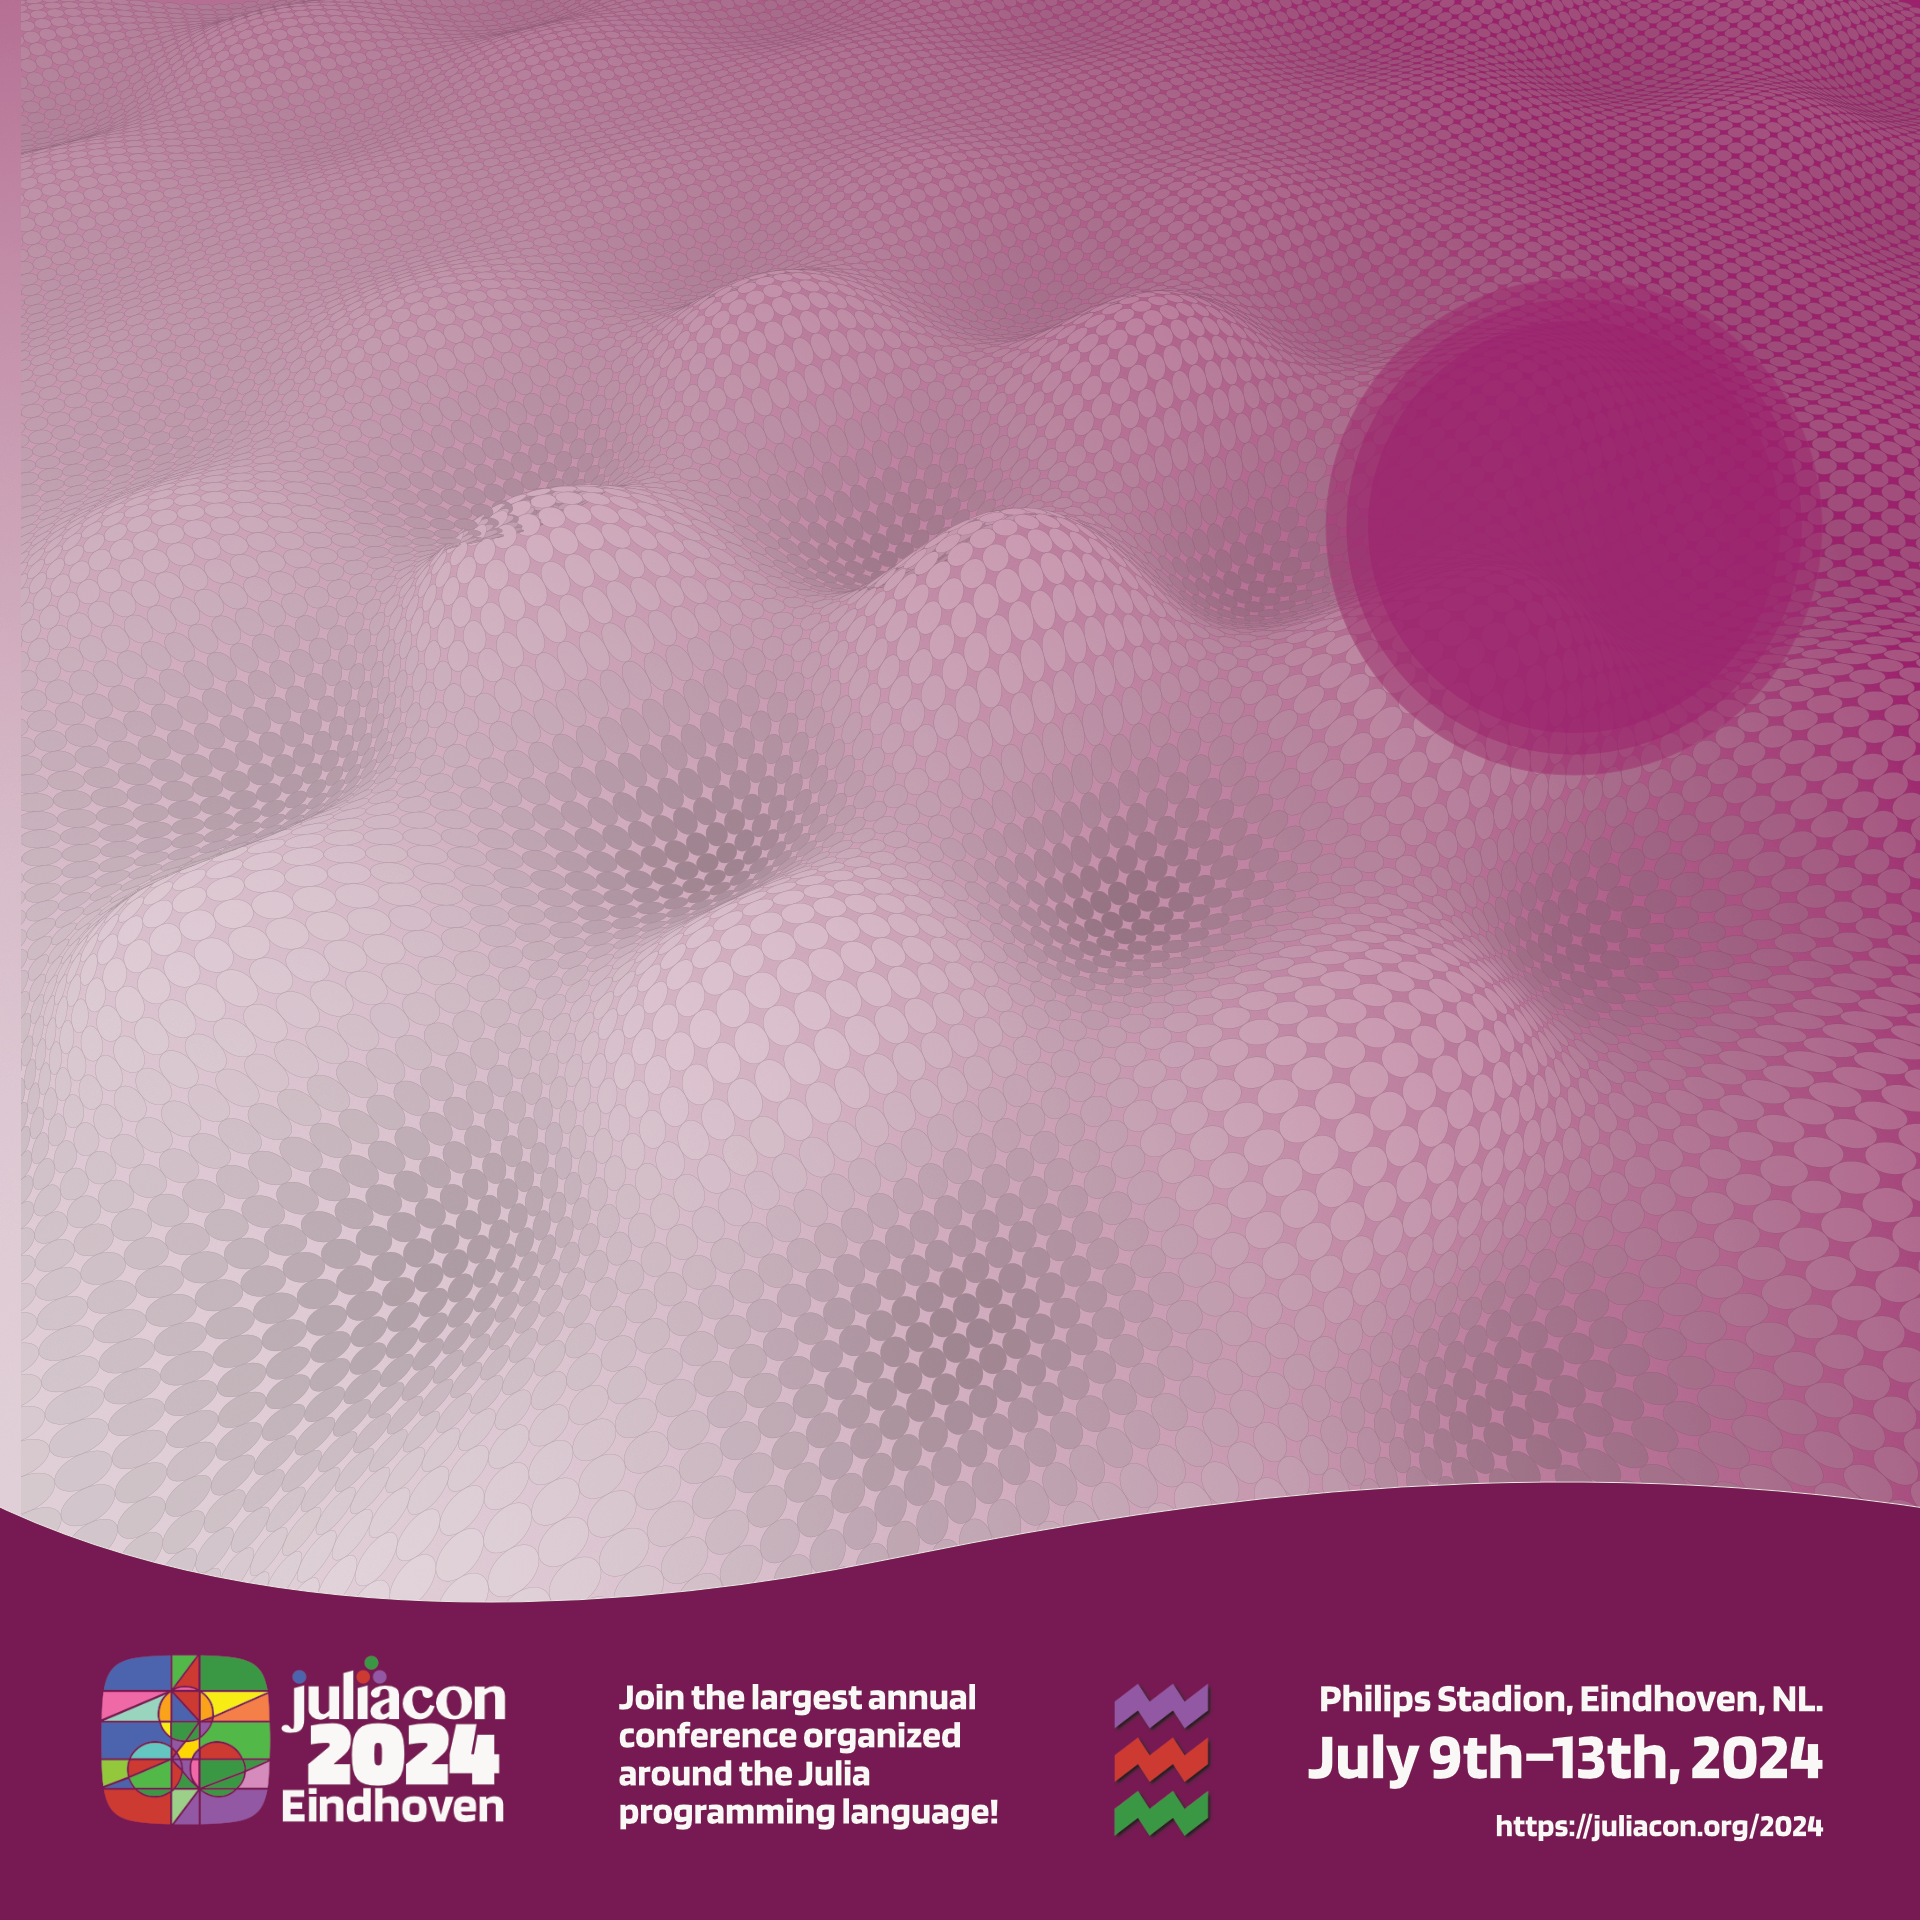 juliacon
2024
Eindhoven
Join the largest annual
conference organized
around the Julia
programming language!
Philips Stadion, Eindhoven, NL.
July 9th–13th, 2024
https://juliacon.org/2024